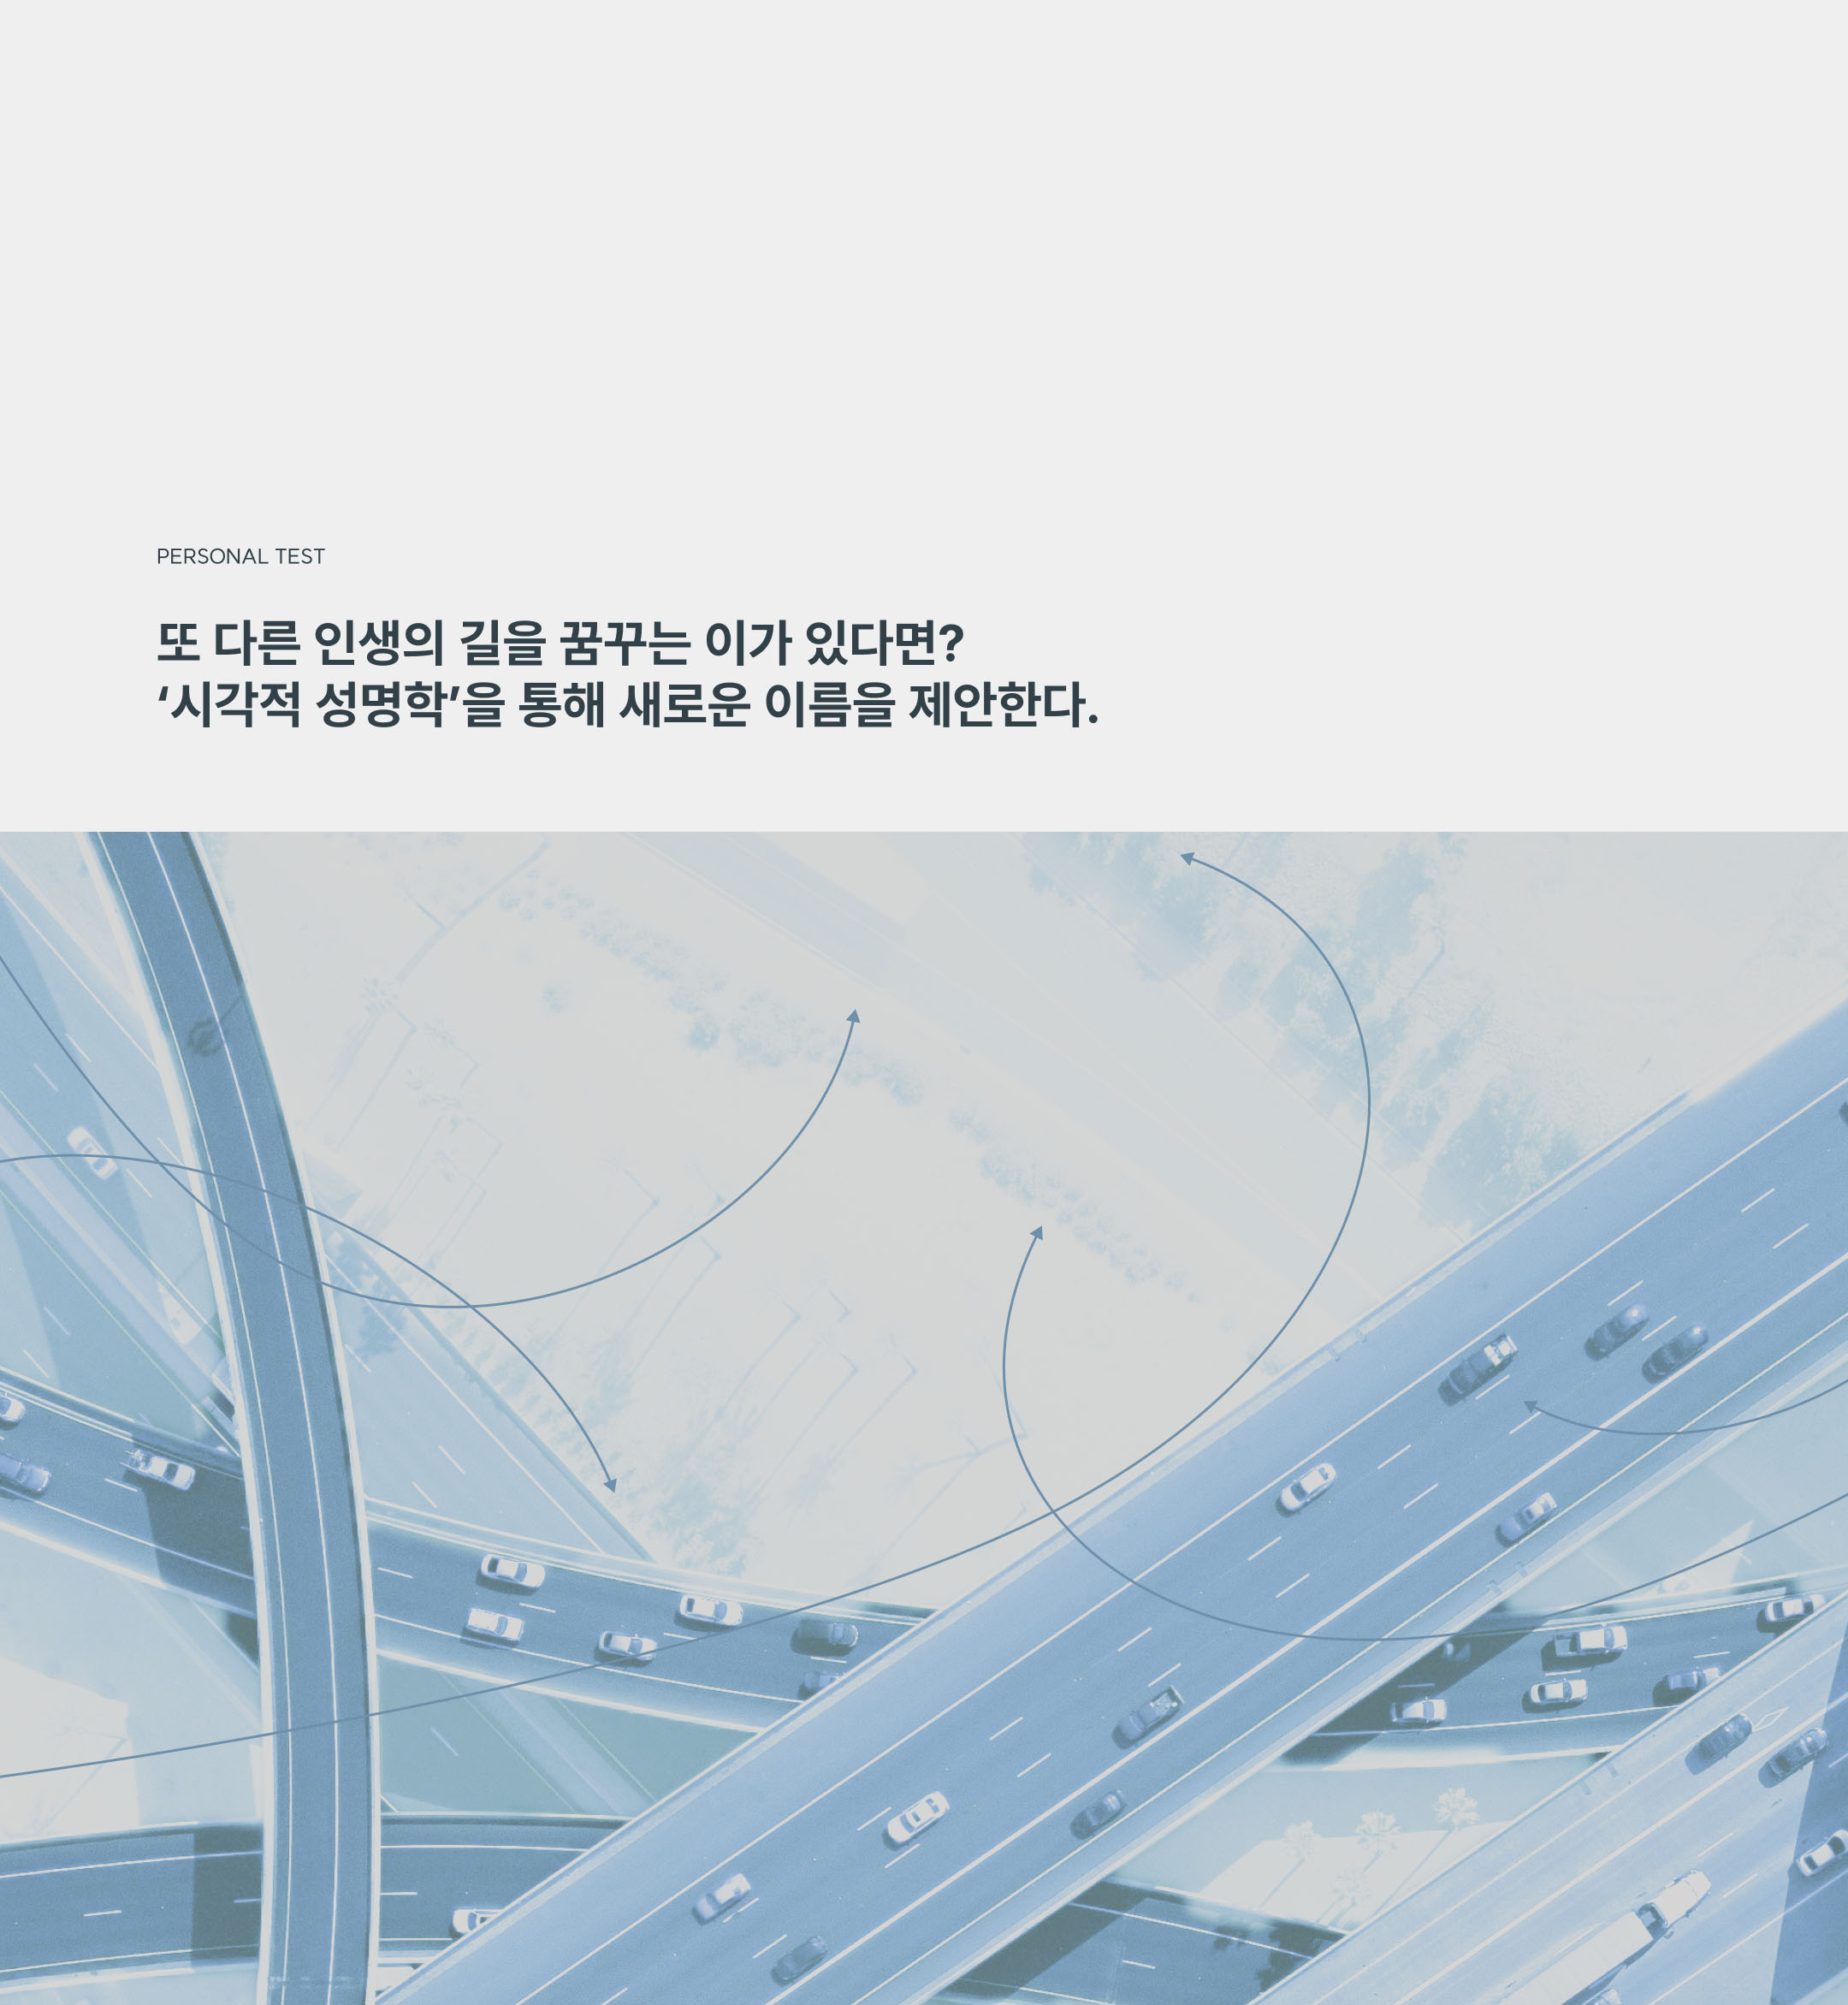 PERSONAL TEST
또 다른 인생의 길을 꿈꾸는 이가 있다면?
‘시각적 성명학’을 통해 새로운 이름을 제안한다.